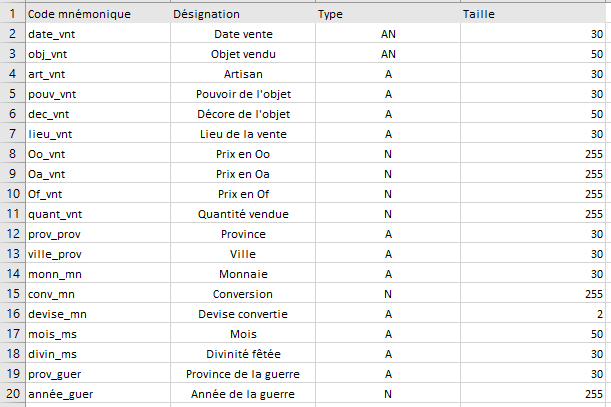 1 Code mnémonique Désignation Type Taille
2 date_vnt Date vente AN 30
3 obj_vnt Objet vendu AN 50
4 art_vnt Artisan A 30
5 pouv_vnt Pouvoir de l'objet A 30
6 dec_vnt Décore de l'objet A 50
7 lieu_vnt Lieu de la vente A 30
8 Oo_vnt Prix en Oo N 255
9 Oa_vnt Prix en Oa N 255
10 Of_vnt Prix en Of N 255
11 quant_vnt Quantité vendue N 255
12 prov_prov Province A 30
13 ville_prov Ville A 30
14 monn_mn Monnaie A 30
15 conv_mn Conversion N 255
16 devise_mn Devise convertie A 2
17 mois_ms Mois A 50
18 divin_ms Divinité fêtée A 30
19 prov_guer Province de la guerre A 30
20 année_guer Année de la guerre N 255